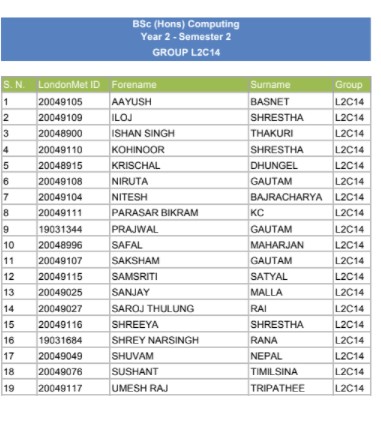 BSc (Hons) Computing
Year 2 - Semester 2
GROUP L2C14
S. N. LondonMet ID Forename Surname Group
1 20049105 AAYUSH BASNET L2C14
2 20049109 ILOJ SHRESTHA L2C14
3 20048900 ISHAN SINGH THAKURI L2C14
4 20049110 KOHINOOR SHRESTHA L2C14
5 20048915 KRISCHAL DHUNGEL L2C14
6 20049108 NIRUTA GAUTAM L2C14
7 20049104 NITESH BAJRACHARYA L2C14
8 20049111 PARASAR BIKRAM KC L2C14
9 19031344 PRAJWAL GAUTAM L2C14
10 20048996 SAFAL MAHARJAN L2C14
11 20049107 SAKSHAM GAUTAM L2C14
12 20049115 SAMSRITI SATYAL L2C14
13 20049025 SANJAY MALLA L2C14
14 20049027 SAROJ THULUNG RAI L2C14
15 20049116 SHREEYA SHRESTHA L2C14
16 19031684 SHREY NARSINGH RANA L2C14
17 20049049 SHUVAM NEPAL L2C14
18 20049076 SUSHANT TIMILSINA L2C14
19 20049117 UMESH RAJ TRIPATHEE L2C14